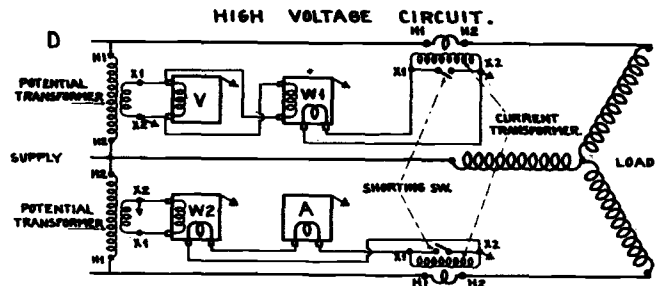 HIGH VOLTAGE CIRCUIT.
D
H1 H2
H1
X1 X2
X1
POTENTIAL
TRANSFORMER
V
W1
X2
CURRENT
TRANSFORMER.
H2
SUPPLY
LOAD
H2
SHORTING SW.
X2
POTENTIAL
TRANSFORMER
W2
A
X1
X1 X2
H1
H1 H2